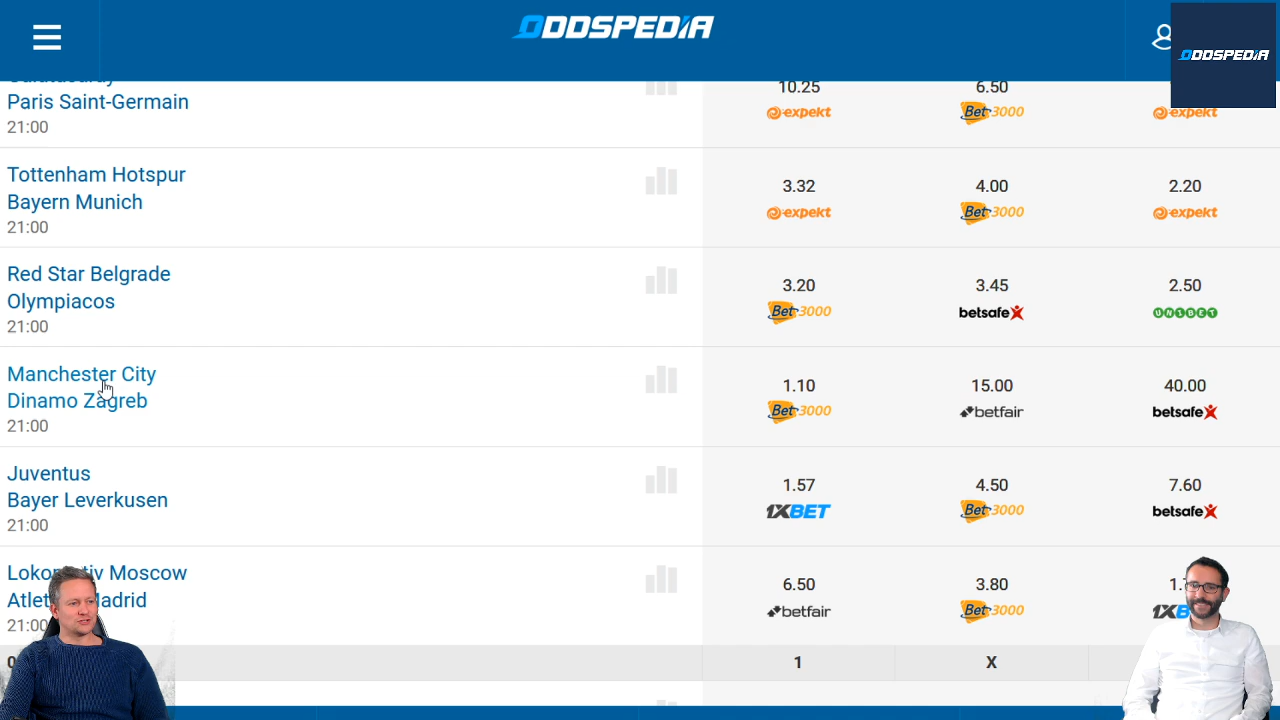 ODDSPEDIA
ODDSPEDIA
Paris Saint-Germain
21:00
10.25
6.50
expekt
Bet3000
expekt
Tottenham Hotspur
Bayern Munich
21:00
3.32
4.00
2.20
expekt
Bet3000
expekt
Red Star Belgrade
Olympiacos
21:00
3.20
3.45
2.50
Bet3000
betsafe
UNIBET
Manchester City
Dinamo Zagreb
21:00
1.10
15.00
40.00
Bet3000
betfair
betsafe
Juventus
Bayer Leverkusen
21:00
1.57
4.50
7.60
1XBET
Bet3000
betsafe
Moscow
21:00
6.50
3.80
betfair
Bet3000
1
X